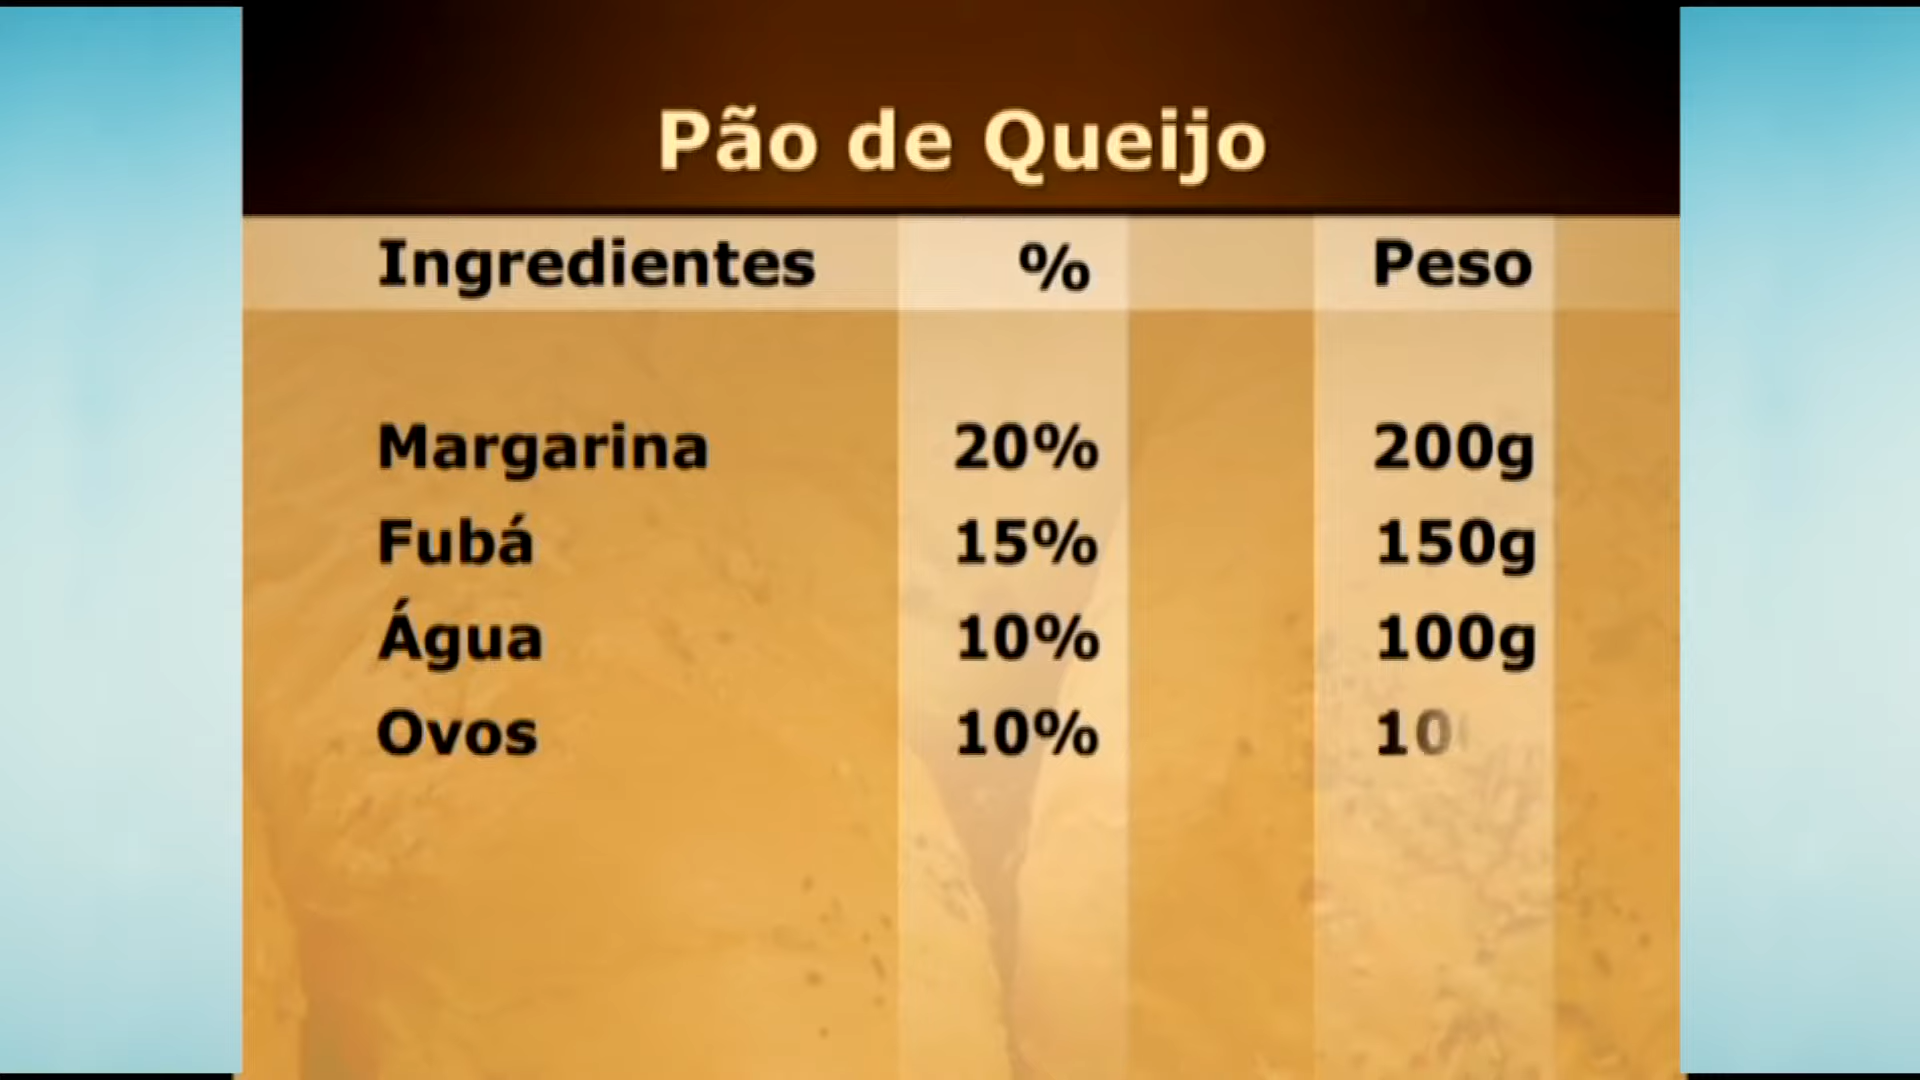 Pão de Queijo
Ingredientes % Peso
Margarina 20% 200g
Fubá 15% 150g
Água 10% 100g
Ovos 10%